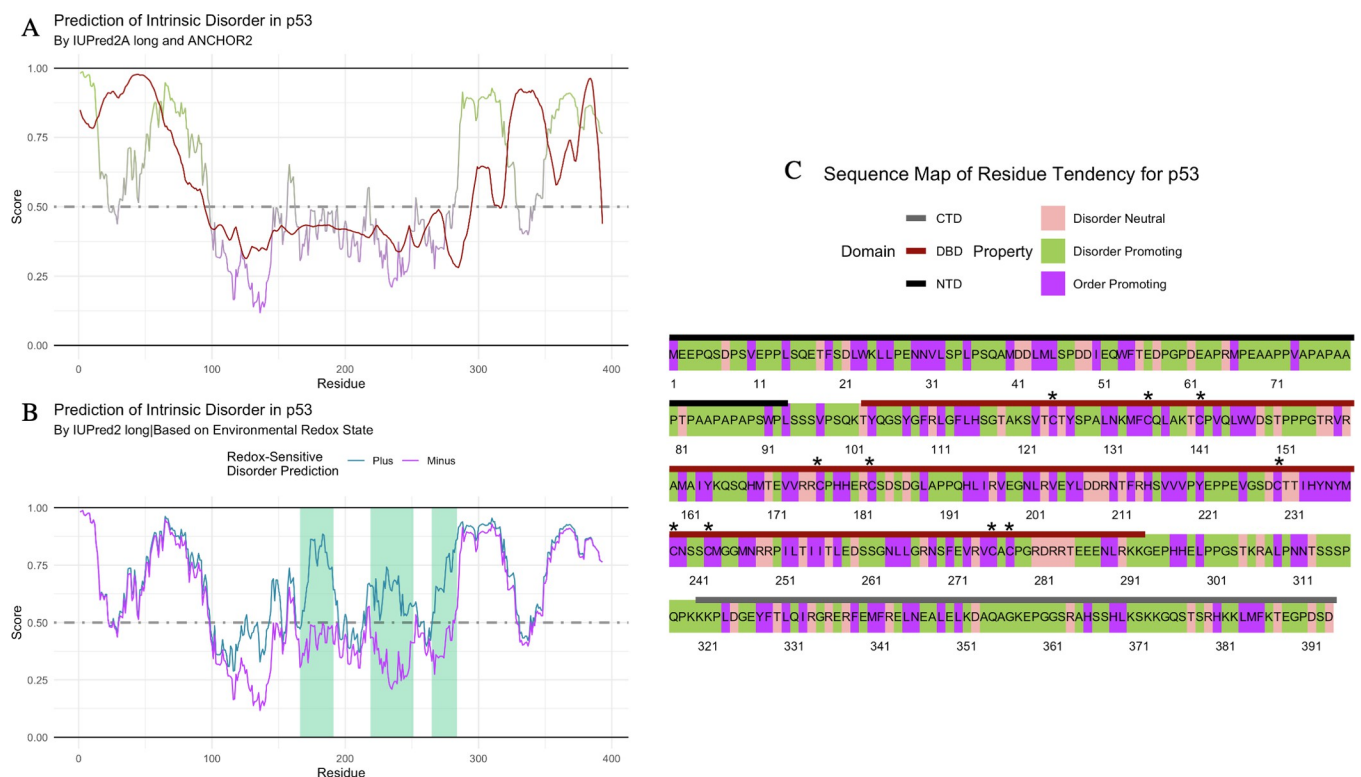 A
Prediction of Intrinsic Disorder in p53
By IUPred2A long and ANCHOR2
1.00
0.75
0.50
0.25
0.00
Score
0 100 200 300 400
Residue
B
Prediction of Intrinsic Disorder in p53
By IUPred2 long|Based on Environmental Redox State
Redox-Sensitive
Disorder Prediction
Plus Minus
1.00
0.75
0.50
0.25
0.00
Score
0 100 200 300 400
Residue
C
Sequence Map of Residue Tendency for p53
Domain
CTD
DBD
NTD
Property
Disorder Neutral
Disorder Promoting
Order Promoting
MEEPQSDPSVEPPLSQETFSDLWKLLPENNVLSPLPSQAMDDLMLSPDDIEQWFTEDPGPDEAPRMPEAAPPVAPAPAA
1 11 21 31 41 51 61 71
* * *
PTPAAPAPAPSWPLSSSVPSQKTYQGSYGFRLGFLHSGTAKSVTCTYSPALNKMFCQLAKTCPVQLWVDSTPPPGTRVR
81 91 101 111 121 131 141 151
* * *
AMAIYKQSQHMTEVVRRCPHHERCSDSDGLAPPQHLIRVEGNLRVEYLDDRNTFRHSVVVPYEPPEVGSDCTTIHYNYM
161 171 181 191 201 211 221 231
* * * *
CNSSCMGGMNRRPILTIITLEDSSGNLLGRNSFEVRVCACPGRDRRTEEENLRKKGEPHHELPPGSTKRALPNNTSSSP
241 251 261 271 281 291 301 311
QPKKKPLDGEYFTLQIRGRERFEMFRELNEALELKDAQAGKEPGGSRAHSSHLKSKKGQSTSRHKKLMFKTEGPDSD
321 331 341 351 361 371 381 391